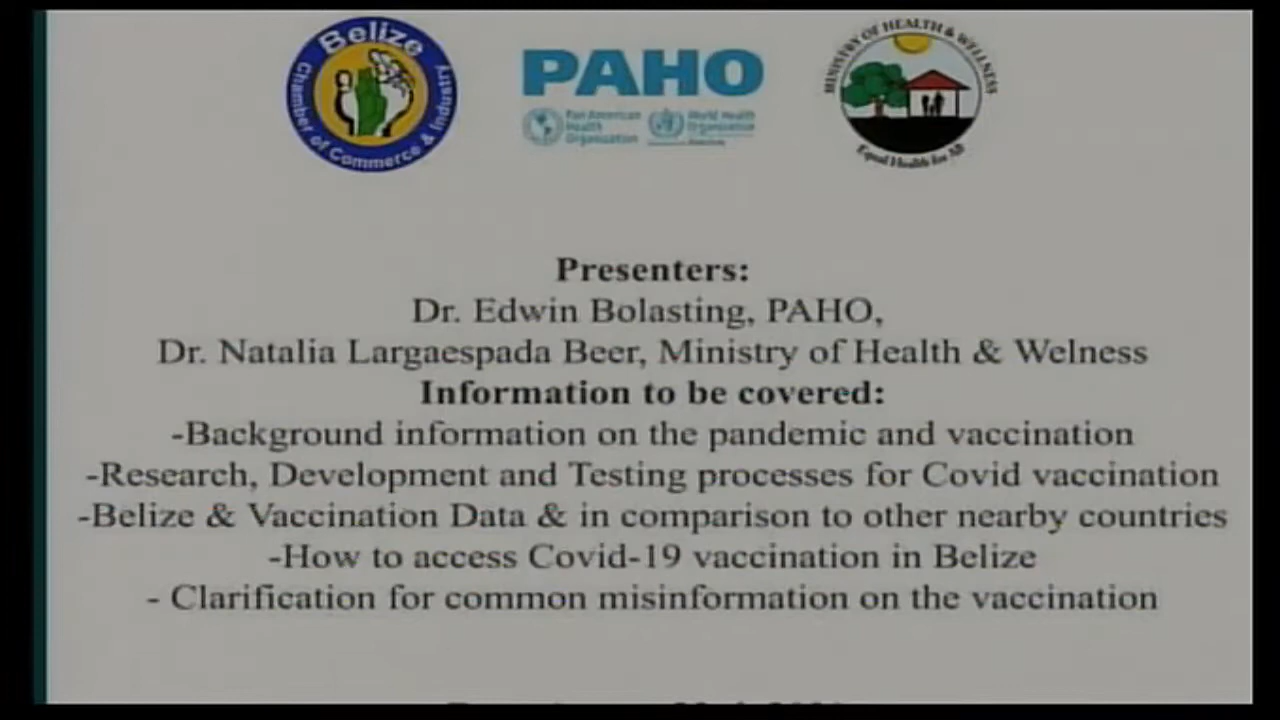 Belize
Chamber of Commerce & Industry
PAHO
Pan American
Health
Organization
World Health
Organization
MINISTRY OF HEALTH & WELLNESS
Equal Health for All
Presenters:
Dr. Edwin Bolasting, PAHO,
Dr. Natalia Largaespada Beer, Ministry of Health & Welness
Information to be covered:
-Background information on the pandemic and vaccination
-Research, Development and Testing processes for Covid vaccination
-Belize & Vaccination Data & in comparison to other nearby countries
-How to access Covid-19 vaccination in Belize
- Clarification for common misinformation on the vaccination